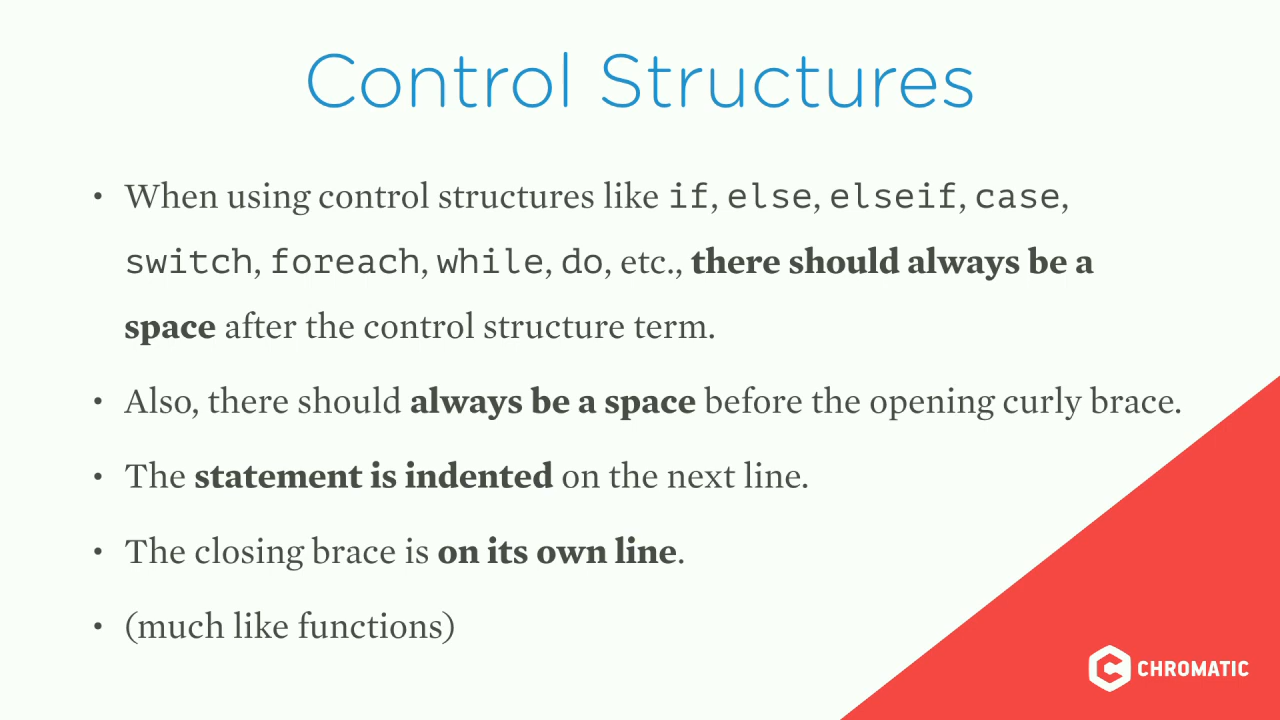 Control Structures
• When using control structures like if, else, elseif, case,
switch, foreach, while, do, etc., there should always be a
space after the control structure term.
• Also, there should always be a space before the opening curly brace.
• The statement is indented on the next line.
• The closing brace is on its own line.
• (much like functions)
CHROMATIC